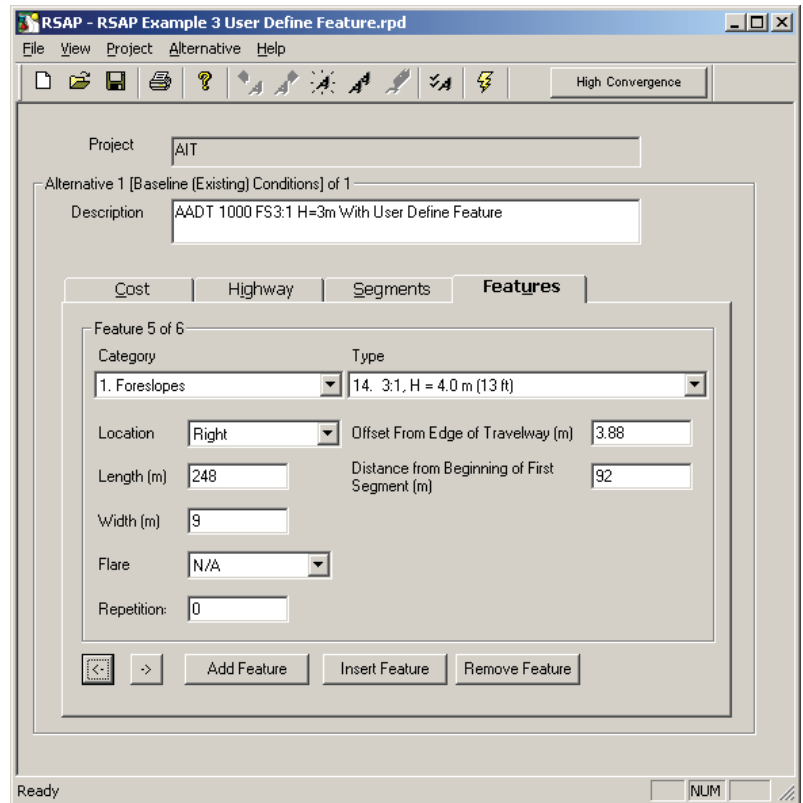 RSAP - RSAP Example 3 User Define Feature.rpd
File View Project Alternative Help
High Convergence
Project AIT
Alternative 1 [Baseline (Existing) Conditions] of 1
Description AADT 1000 FS3:1 H=3m With User Define Feature
Cost Highway Segments Features
Feature 5 of 6
Category Type
1. Foreslopes 14. 3:1, H = 4.0 m (13 ft)
Location Right Offset From Edge of Travelway (m) 3.88
Length (m) 248 Distance from Beginning of First Segment (m) 92
Width (m) 9
Flare N/A
Repetition: 0
<- -> Add Feature Insert Feature Remove Feature
Ready NUM